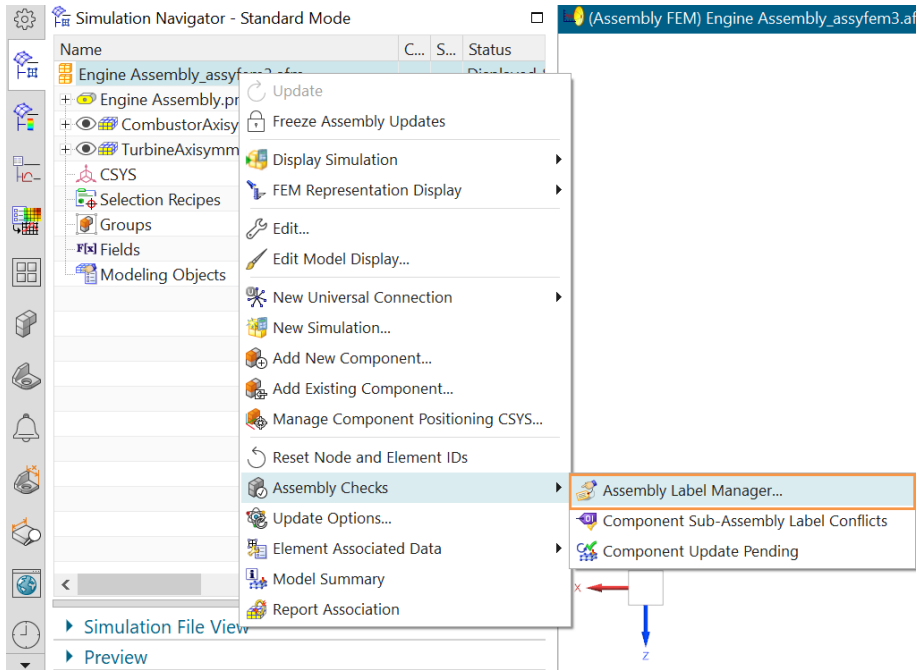 Simulation Navigator - Standard Mode
(Assembly FEM) Engine Assembly_assyfem3.af
Name C... S... Status
Engine Assembly_assyfem3.afm Displayed
Engine Assembly.pr
CombustorAxisy
TurbineAxisymm
CSYS
Selection Recipes
Groups
F[x] Fields
Modeling Objects
Update
Freeze Assembly Updates
Display Simulation
FEM Representation Display
Edit...
Edit Model Display...
New Universal Connection
New Simulation...
Add New Component...
Add Existing Component...
Manage Component Positioning CSYS...
Reset Node and Element IDs
Assembly Checks
Update Options...
Element Associated Data
Model Summary
Report Association
Assembly Label Manager...
Component Sub-Assembly Label Conflicts
Component Update Pending
X
Z
Simulation File View
Preview